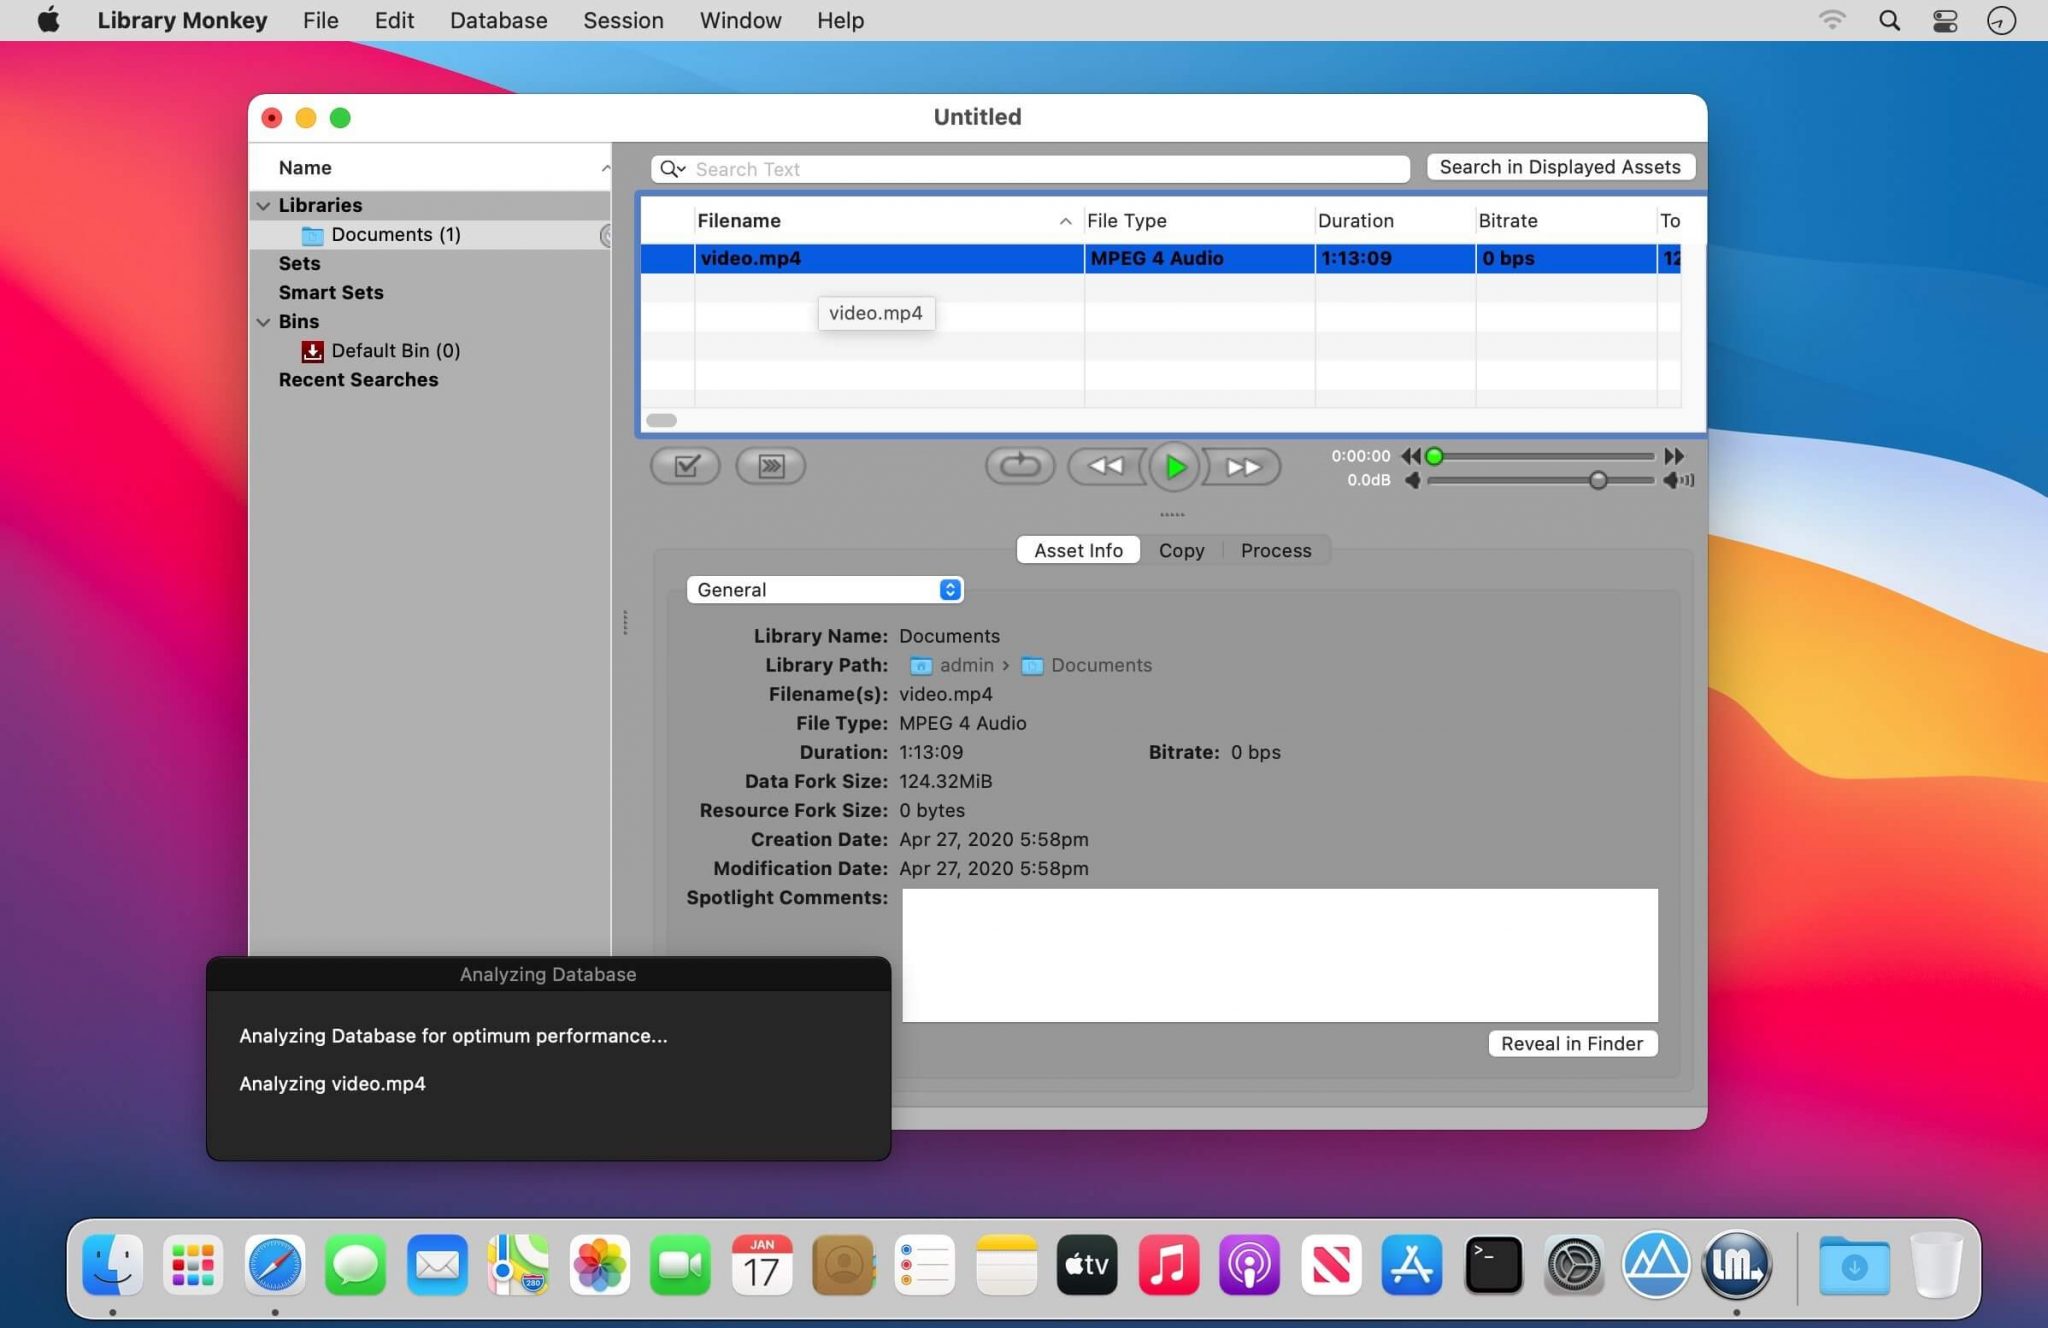 Library Monkey File Edit Database Session Window Help
Untitled
Name
Libraries
Documents (1)
Sets
Smart Sets
Bins
Default Bin (0)
Recent Searches
Search Text
Search in Displayed Assets
Filename File Type Duration Bitrate To
video.mp4 MPEG 4 Audio 1:13:09 0 bps 12
video.mp4
0:00:00
0.0dB
Asset Info Copy Process
General
Library Name: Documents
Library Path: admin › Documents
Filename(s): video.mp4
File Type: MPEG 4 Audio
Duration: 1:13:09 Bitrate: 0 bps
Data Fork Size: 124.32MiB
Resource Fork Size: 0 bytes
Creation Date: Apr 27, 2020 5:58pm
Modification Date: Apr 27, 2020 5:58pm
Spotlight Comments:
Reveal in Finder
Analyzing Database
Analyzing Database for optimum performance...
Analyzing video.mp4
280
JAN
17
tv
>_
LM